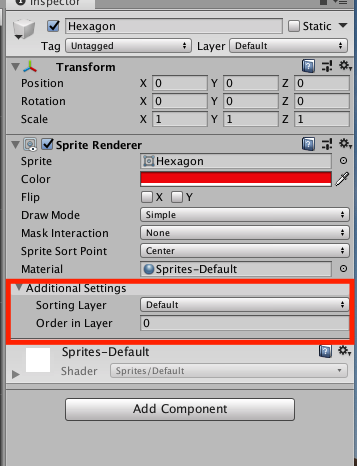 Inspector
Hexagon Static
Tag Untagged Layer Default
Transform
Position X 0 Y 0 Z 0
Rotation X 0 Y 0 Z 0
Scale X 1 Y 1 Z 1
Sprite Renderer
Sprite Hexagon
Color
Flip X Y
Draw Mode Simple
Mask Interaction None
Sprite Sort Point Center
Material Sprites-Default
Additional Settings
Sorting Layer Default
Order in Layer 0
Sprites-Default
Shader Sprites/Default
Add Component